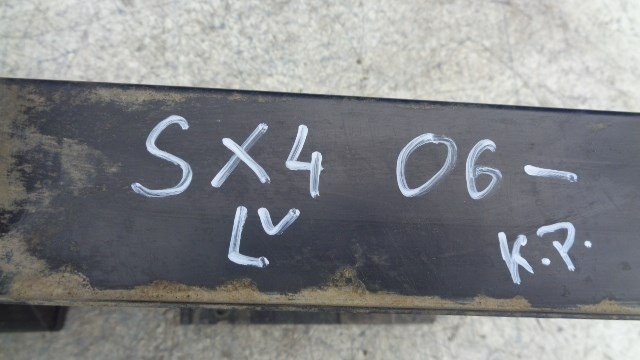 SX4 06-
LV K.P.